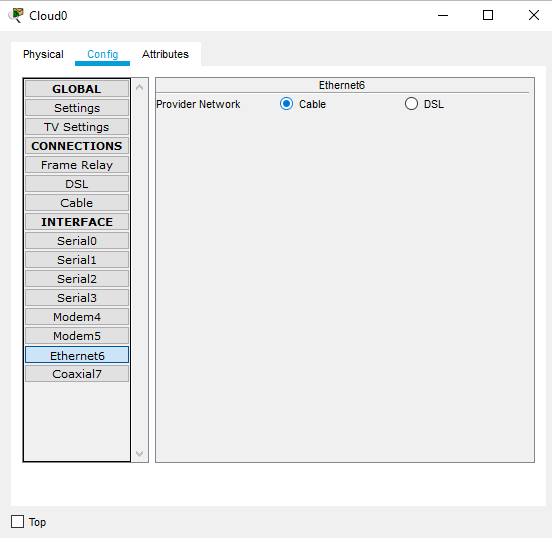 Cloud0
Physical Config Attributes
GLOBAL
Settings
TV Settings
CONNECTIONS
Frame Relay
DSL
Cable
INTERFACE
Serial0
Serial1
Serial2
Serial3
Modem4
Modem5
Ethernet6
Coaxial7
Ethernet6
Provider Network Cable DSL
Top